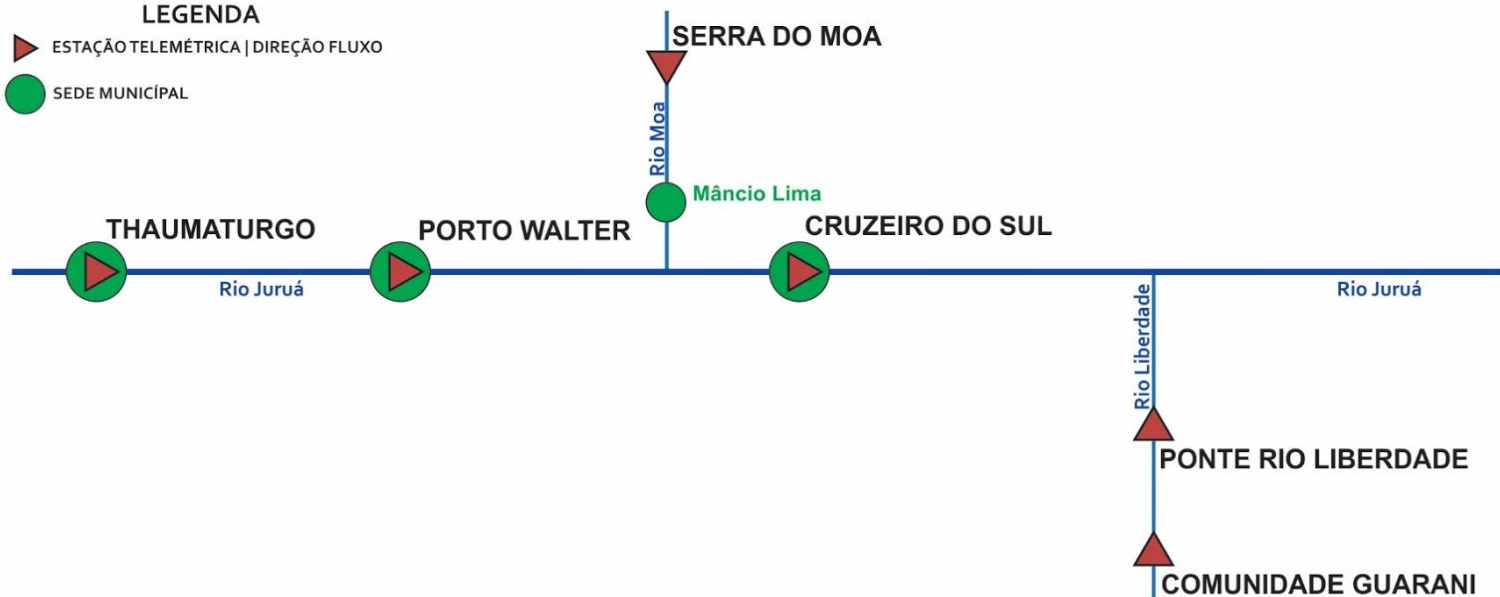 LEGENDA
ESTAÇÃO TELEMÉTRICA | DIREÇÃO FLUXO
SEDE MUNICÍPAL
SERRA DO MOA
Rio Moa
Mâncio Lima
THAUMATURGO
PORTO WALTER
CRUZEIRO DO SUL
Rio Juruá
Rio Juruá
Rio Liberdade
PONTE RIO LIBERDADE
COMUNIDADE GUARANI